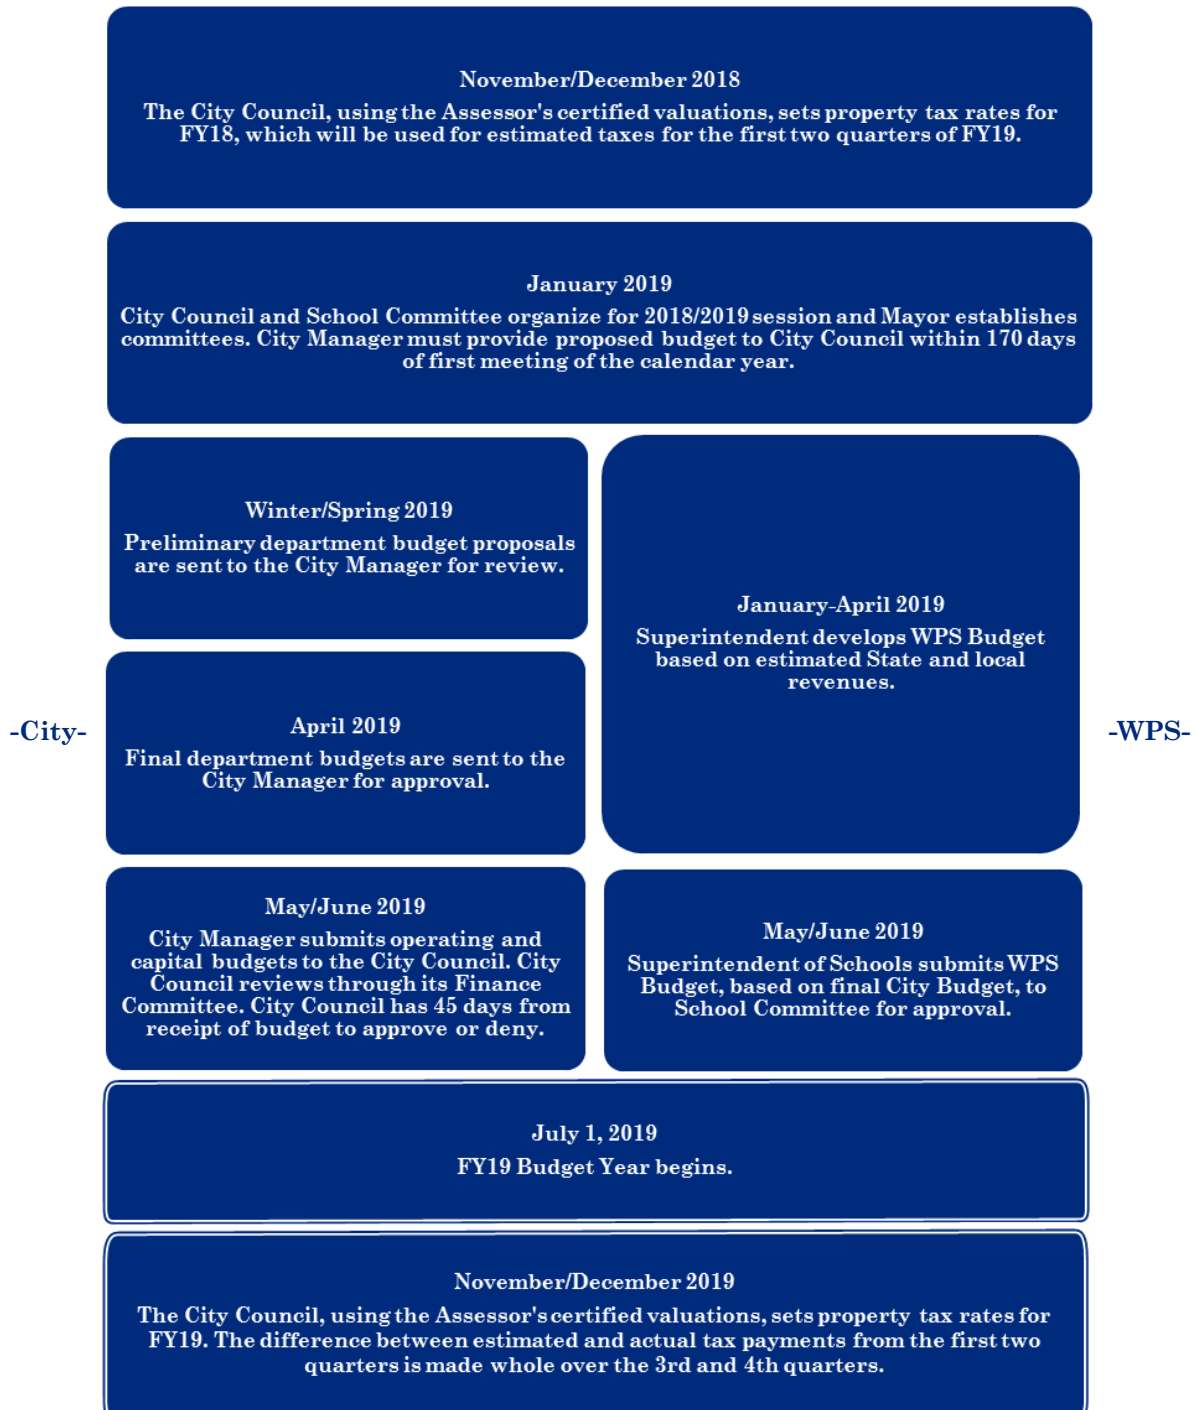 November/December 2018
The City Council, using the Assessor's certified valuations, sets property tax rates for
FY18, which will be used for estimated taxes for the first two quarters of FY19.
January 2019
City Council and School Committee organize for 2018/2019 session and Mayor establishes
committees. City Manager must provide proposed budget to City Council within 170 days
of first meeting of the calendar year.
-City-
Winter/Spring 2019
Preliminary department budget proposals
are sent to the City Manager for review.
April 2019
Final department budgets are sent to the
City Manager for approval.
May/June 2019
City Manager submits operating and
capital budgets to the City Council. City
Council reviews through its Finance
Committee. City Council has 45 days from
receipt of budget to approve or deny.
-WPS-
January-April 2019
Superintendent develops WPS Budget
based on estimated State and local
revenues.
May/June 2019
Superintendent of Schools submits WPS
Budget, based on final City Budget, to
School Committee for approval.
July 1, 2019
FY19 Budget Year begins.
November/December 2019
The City Council, using the Assessor's certified valuations, sets property tax rates for
FY19. The difference between estimated and actual tax payments from the first two
quarters is made whole over the 3rd and 4th quarters.